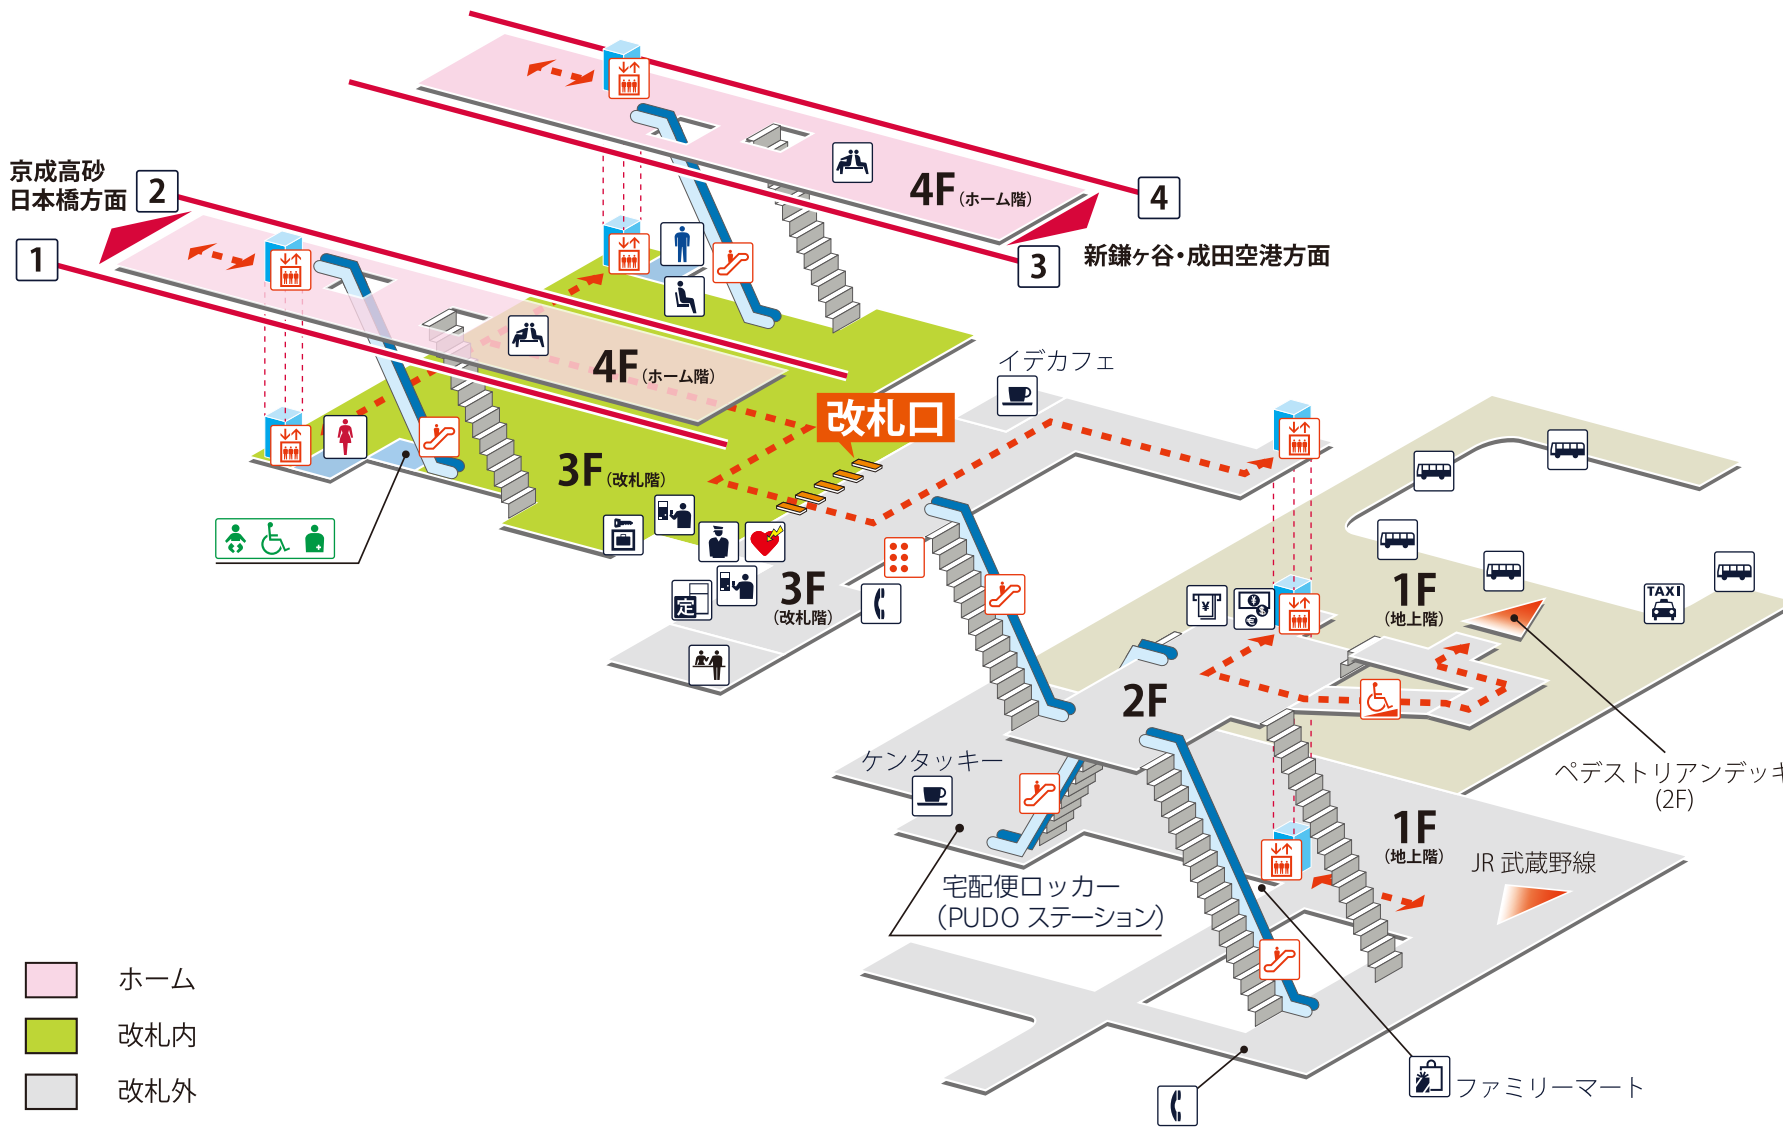 京成高砂
日本橋方面
2
1
4F(ホーム階)
4
3
新鎌ヶ谷・成田空港方面
4F(ホーム階)
イデカフェ
改札口
3F(改札階)
定
3F
(改札階)
1F
(地上階)
TAXI
¥
¥
$
€
2F
ケンタッキー
ペデストリアンデッキ
(2F)
1F
(地上階)
JR 武蔵野線
宅配便ロッカー
(PUDO ステーション)
ホーム
改札内
改札外
ファミリーマート